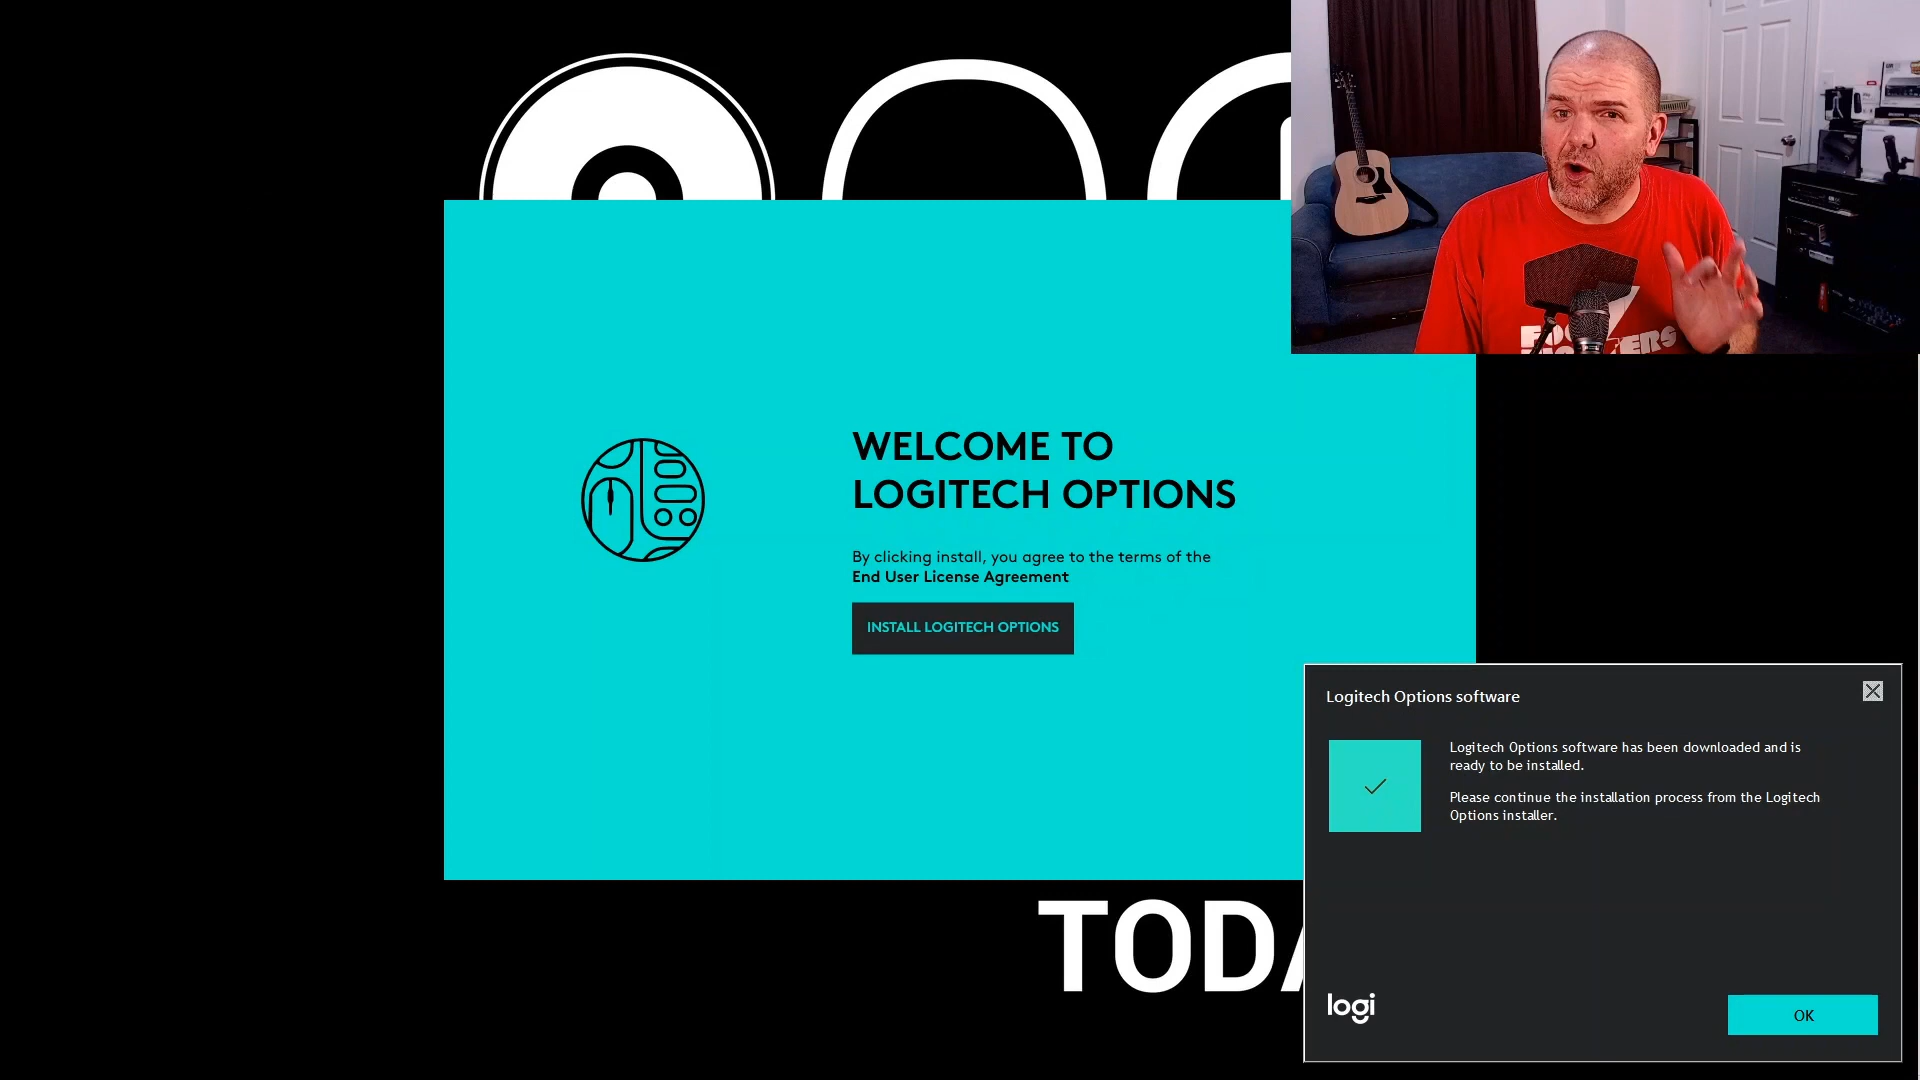 WELCOME TO
LOGITECH OPTIONS
By clicking install, you agree to the terms of the
End User License Agreement
INSTALL LOGITECH OPTIONS
TODA
Logitech Options software
Logitech Options software has been downloaded and is
ready to be installed.
Please continue the installation process from the Logitech
Options installer.
logi
OK